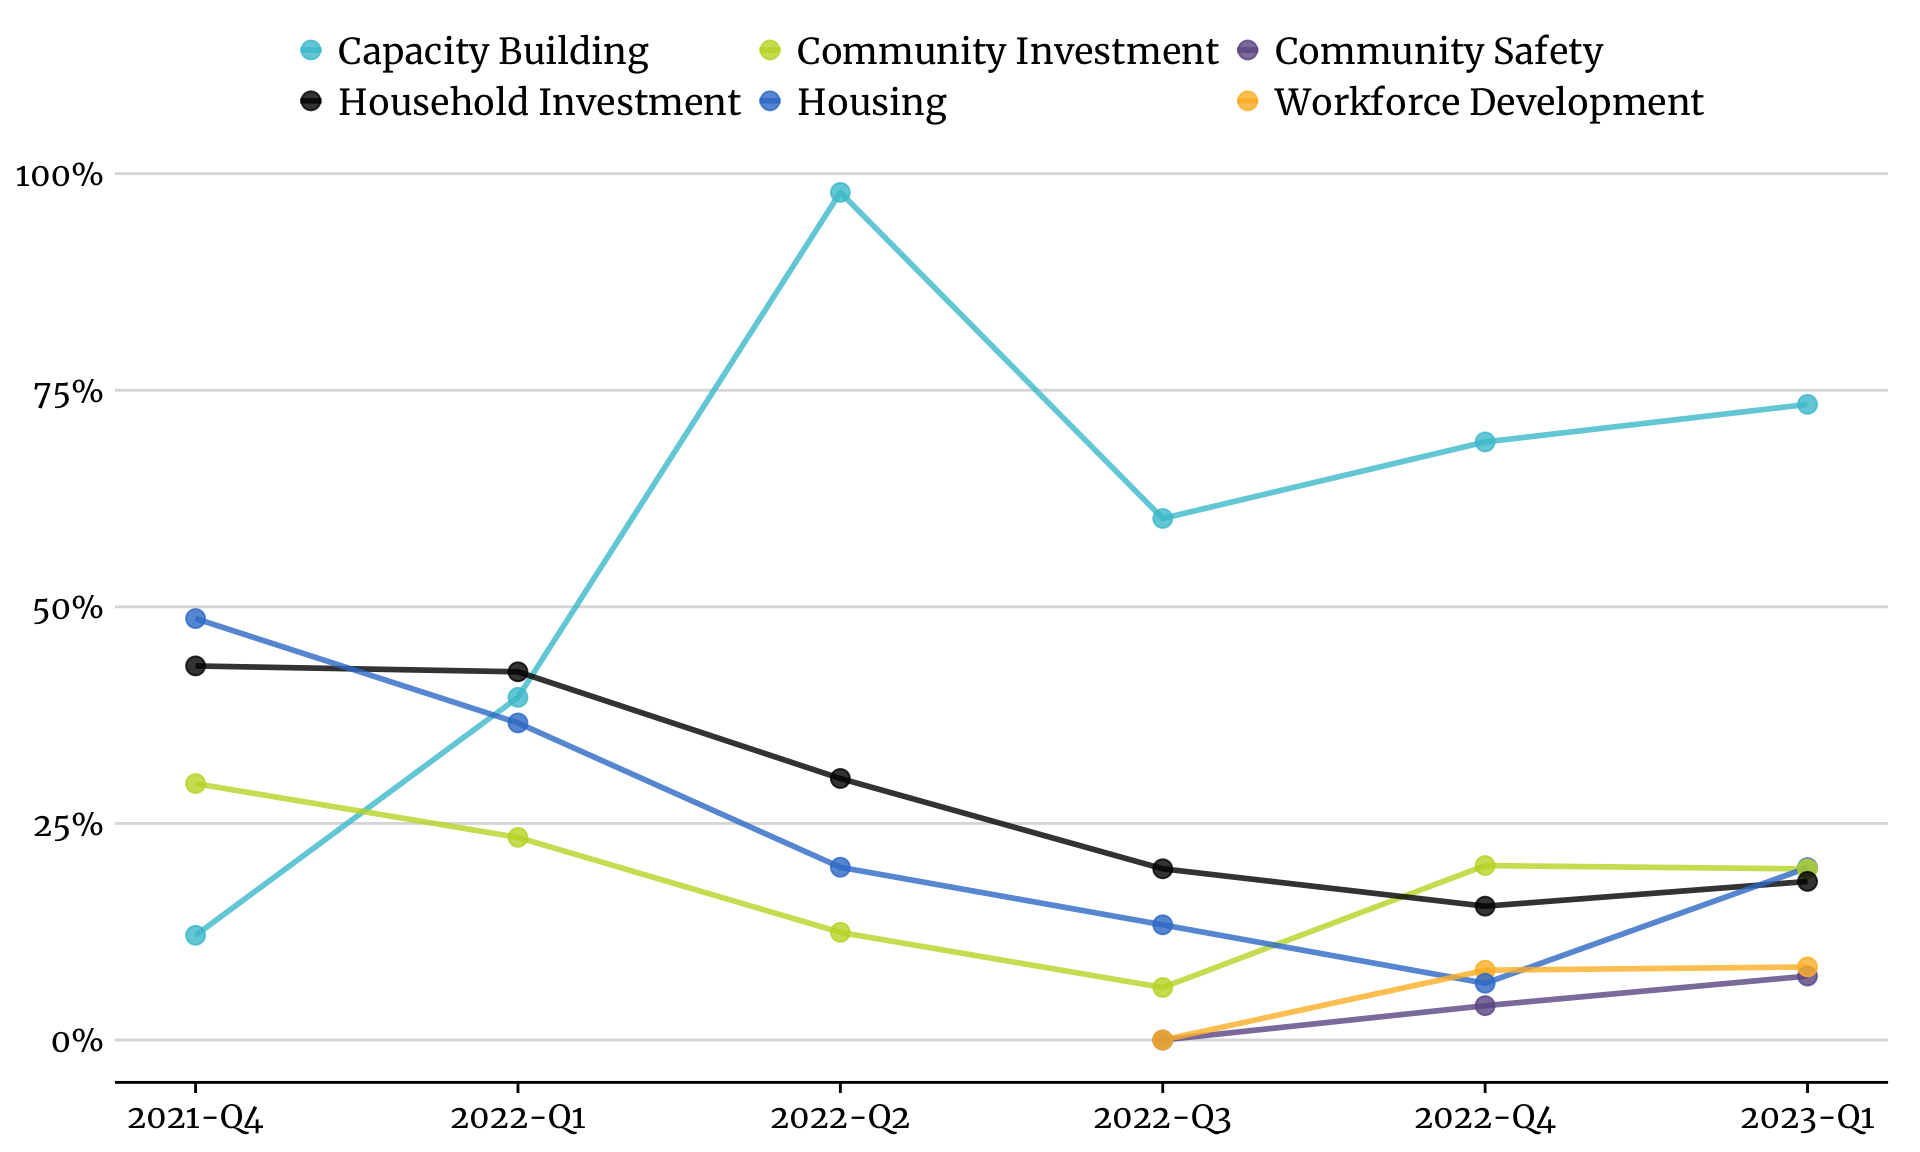 Capacity Building Community Investment Community Safety
Household Investment Housing Workforce Development
100%
75%
50%
25%
0%
2021-Q4 2022-Q1 2022-Q2 2022-Q3 2022-Q4 2023-Q1